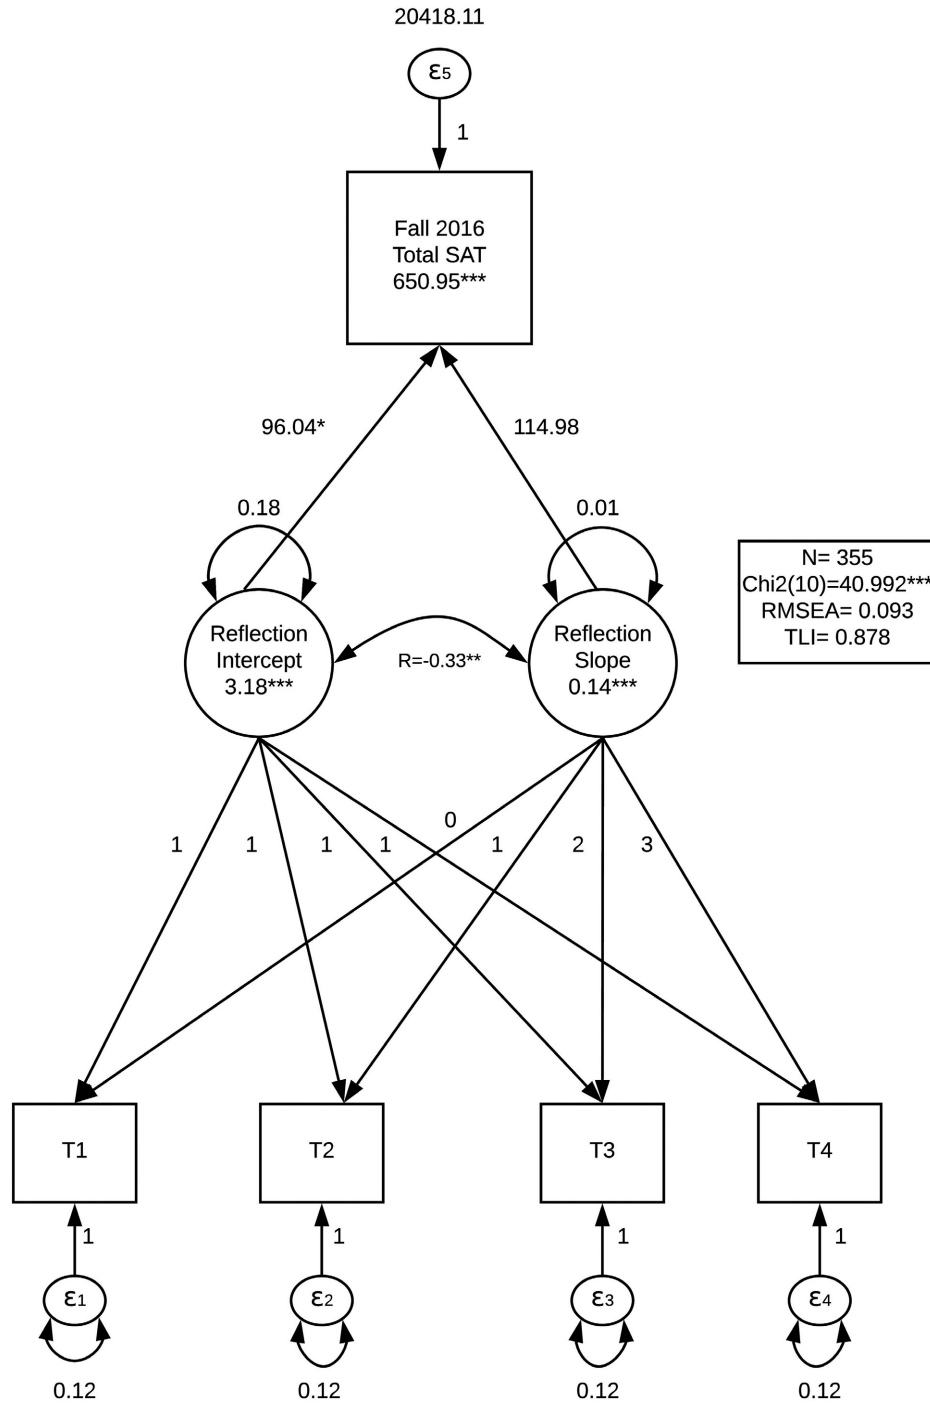 20418.11
ε5
1
Fall 2016
Total SAT
650.95***
96.04*
114.98
0.18
0.01
N= 355
Chi2(10)=40.992***
RMSEA= 0.093
TLI= 0.878
Reflection
Intercept
3.18***
R=-0.33**
Reflection
Slope
0.14***
0
1
1
1
1
1
2
3
T1
T2
T3
T4
1
1
1
1
ε1
ε2
ε3
ε4
0.12
0.12
0.12
0.12